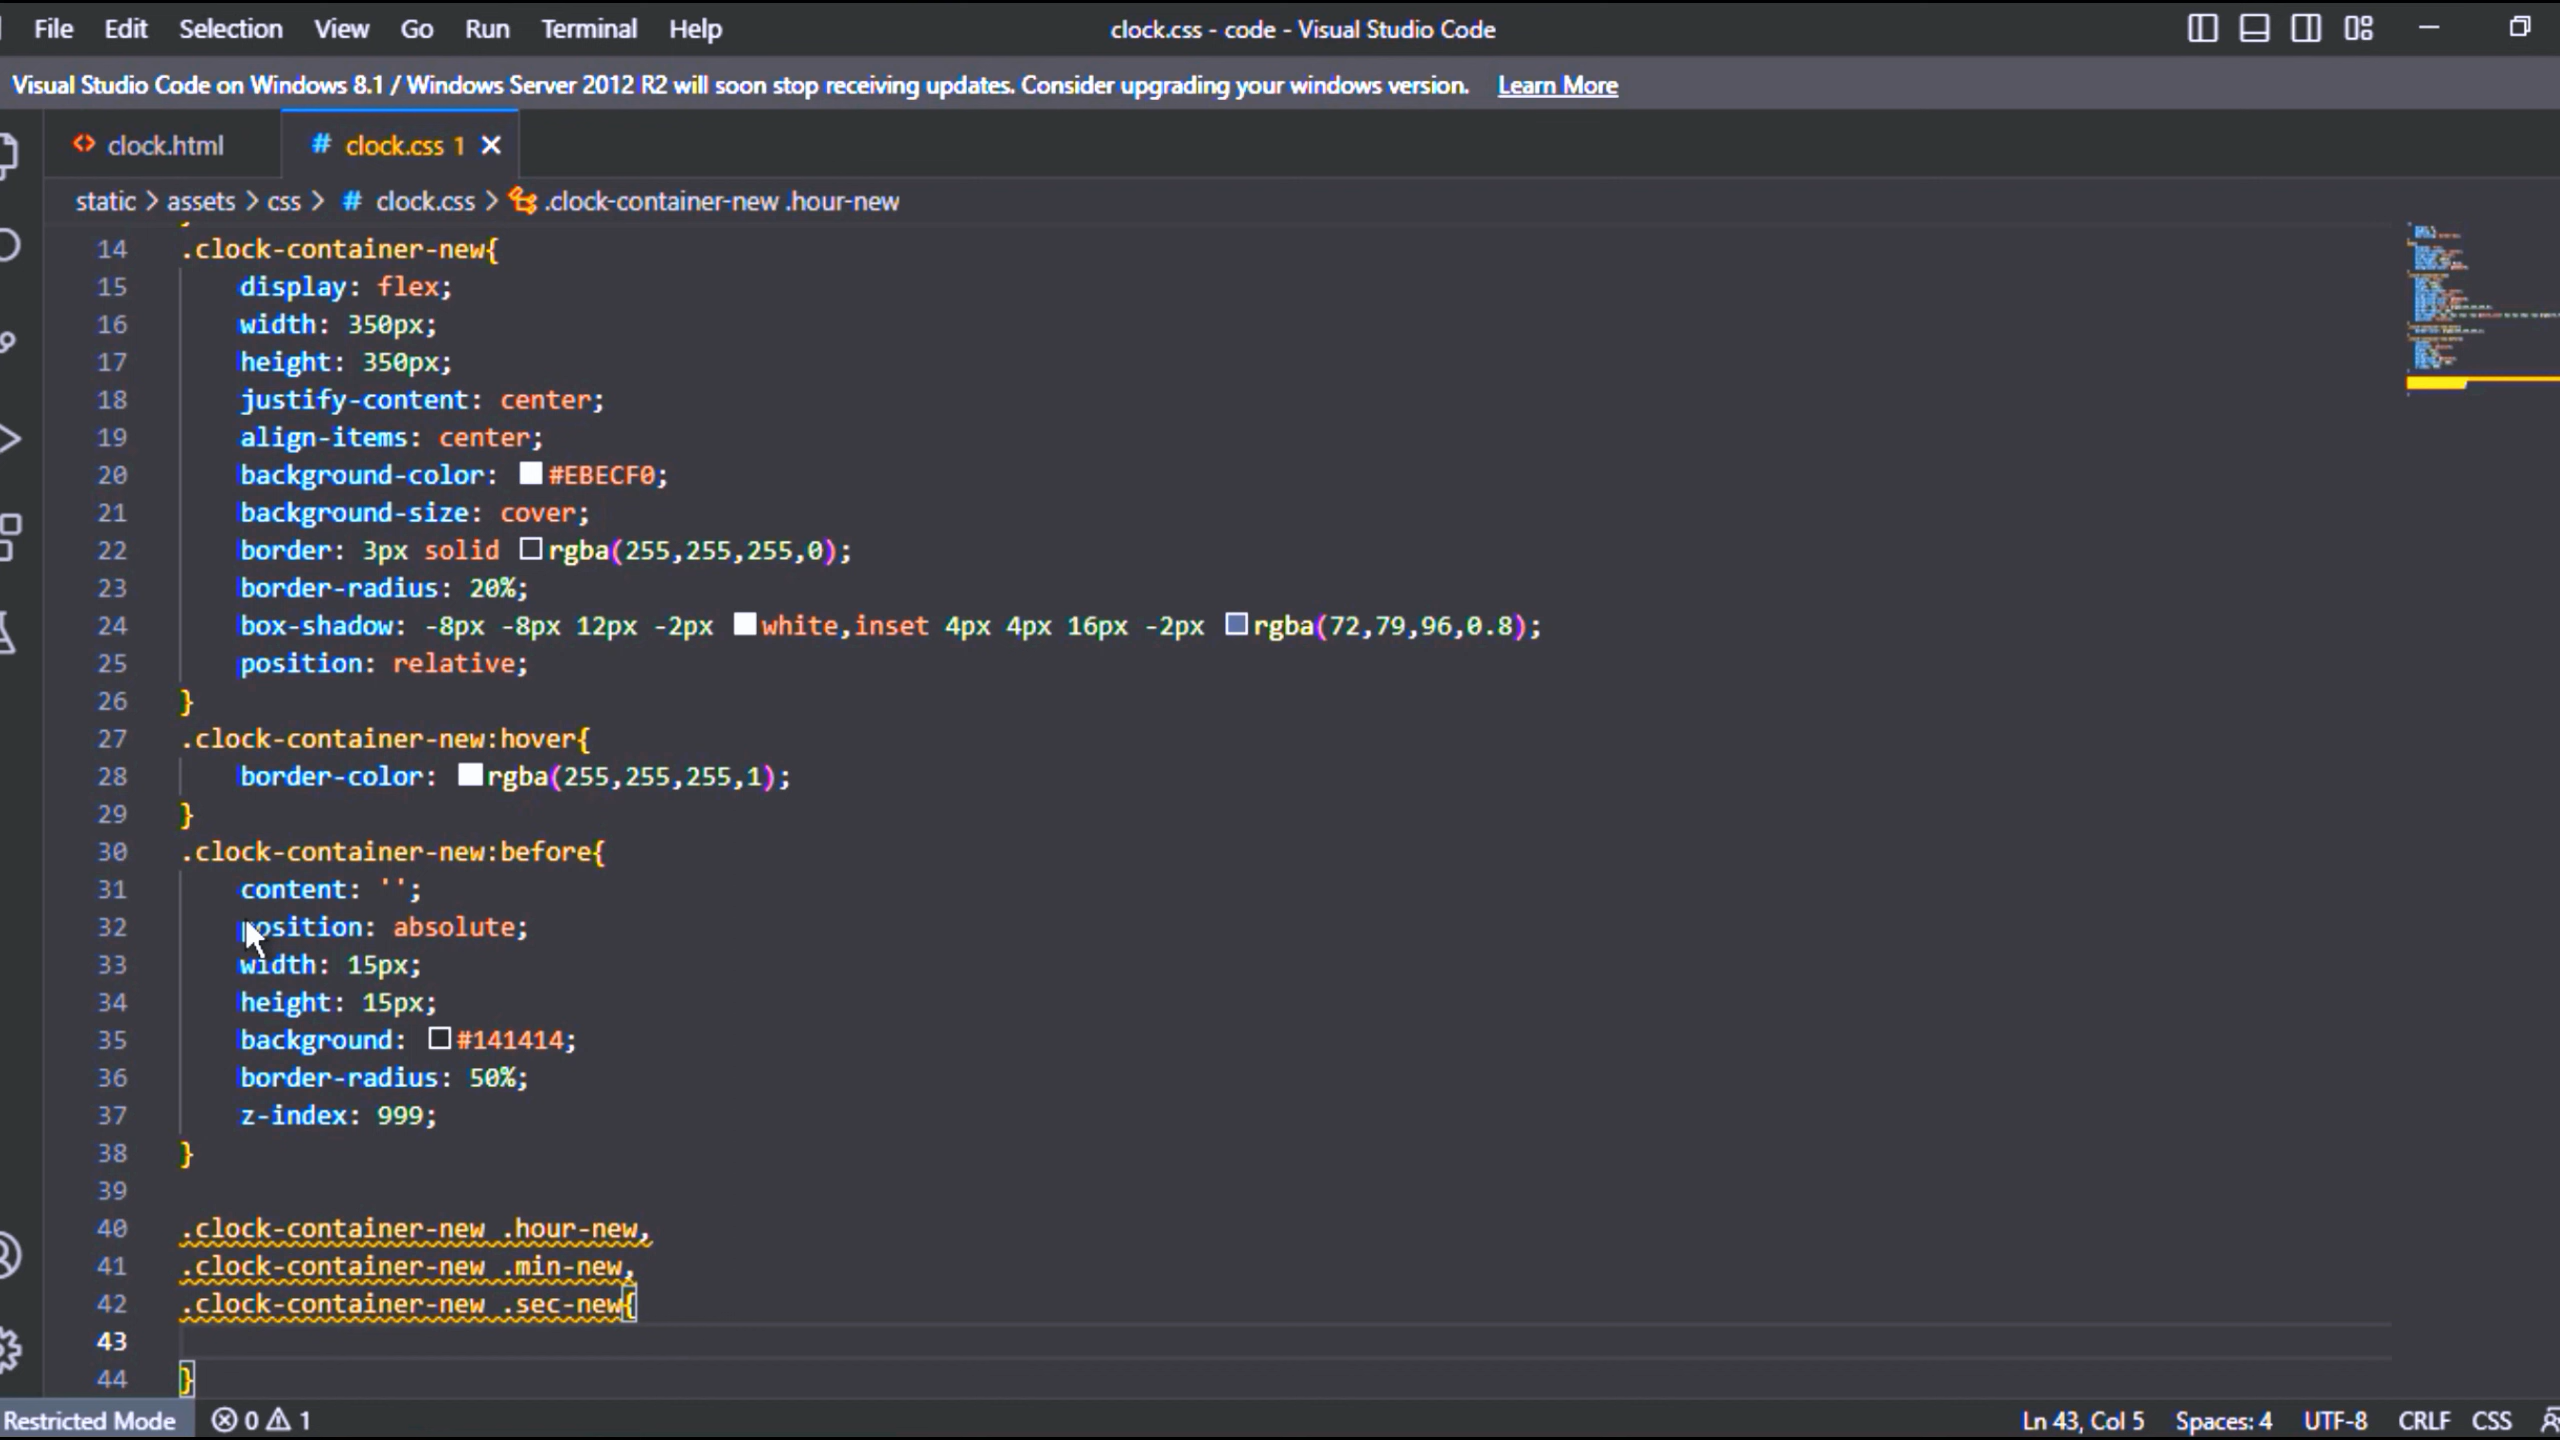 File Edit Selection View Go Run Terminal Help clock.css - code - Visual Studio Code
Visual Studio Code on Windows 8.1 / Windows Server 2012 R2 will soon stop receiving updates. Consider upgrading your windows version. Learn More
clock.html # clock.css 1
static > assets > css > # clock.css > .clock-container-new .hour-new
14 .clock-container-new{
15 display: flex;
16 width: 350px;
17 height: 350px;
18 justify-content: center;
19 align-items: center;
20 background-color: #EBECF0;
21 background-size: cover;
22 border: 3px solid rgba(255,255,255,0);
23 border-radius: 20%;
24 box-shadow: -8px -8px 12px -2px white,inset 4px 4px 16px -2px rgba(72,79,96,0.8);
25 position: relative;
26 }
27 .clock-container-new:hover{
28 border-color: rgba(255,255,255,1);
29 }
30 .clock-container-new:before{
31 content: '';
32 position: absolute;
33 width: 15px;
34 height: 15px;
35 background: #141414;
36 border-radius: 50%;
37 z-index: 999;
38 }
39
40 .clock-container-new .hour-new,
41 .clock-container-new .min-new,
42 .clock-container-new .sec-new{
43
44 }
Restricted Mode 0 1 Ln 43, Col 5 Spaces: 4 UTF-8 CRLF CSS